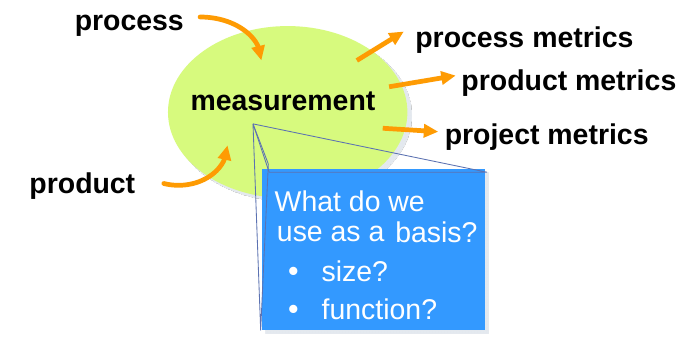 process
process metrics
product metrics
measurement
project metrics
product
What do we
use as a basis?
• size?
• function?